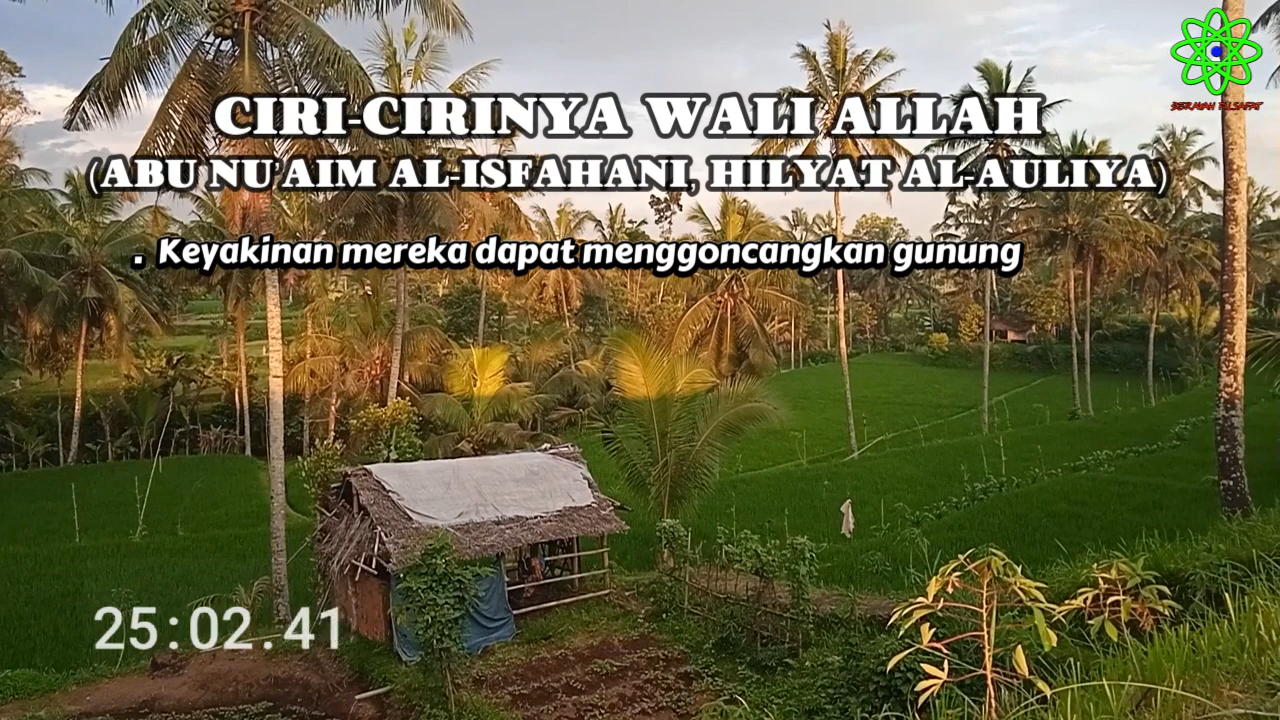 CIRI-CIRINYA WALI ALLAH
(ABU NU'AIM AL-ISFAHANI, HILYAT AL-AULIYA)
. Keyakinan mereka dapat menggoncangkan gunung
25:02.41